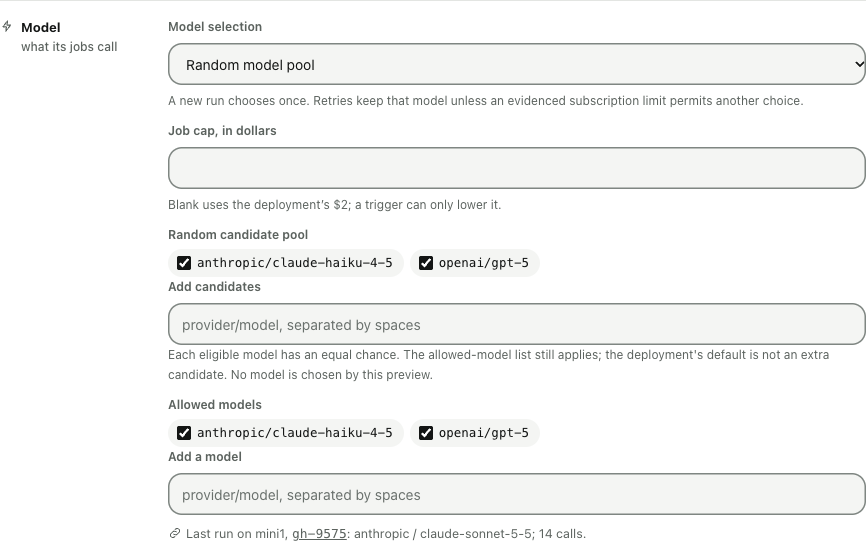 Model
what its jobs call
Model selection
Random model pool
A new run chooses once. Retries keep that model unless an evidenced subscription limit permits another choice.
Job cap, in dollars
Blank uses the deployment's $2; a trigger can only lower it.
Random candidate pool
anthropic/claude-haiku-4-5 openai/gpt-5
Add candidates
provider/model, separated by spaces
Each eligible model has an equal chance. The allowed-model list still applies; the deployment's default is not an extra
candidate. No model is chosen by this preview.
Allowed models
anthropic/claude-haiku-4-5 openai/gpt-5
Add a model
provider/model, separated by spaces
Last run on mini1, gh-9575: anthropic / claude-sonnet-5-5; 14 calls.